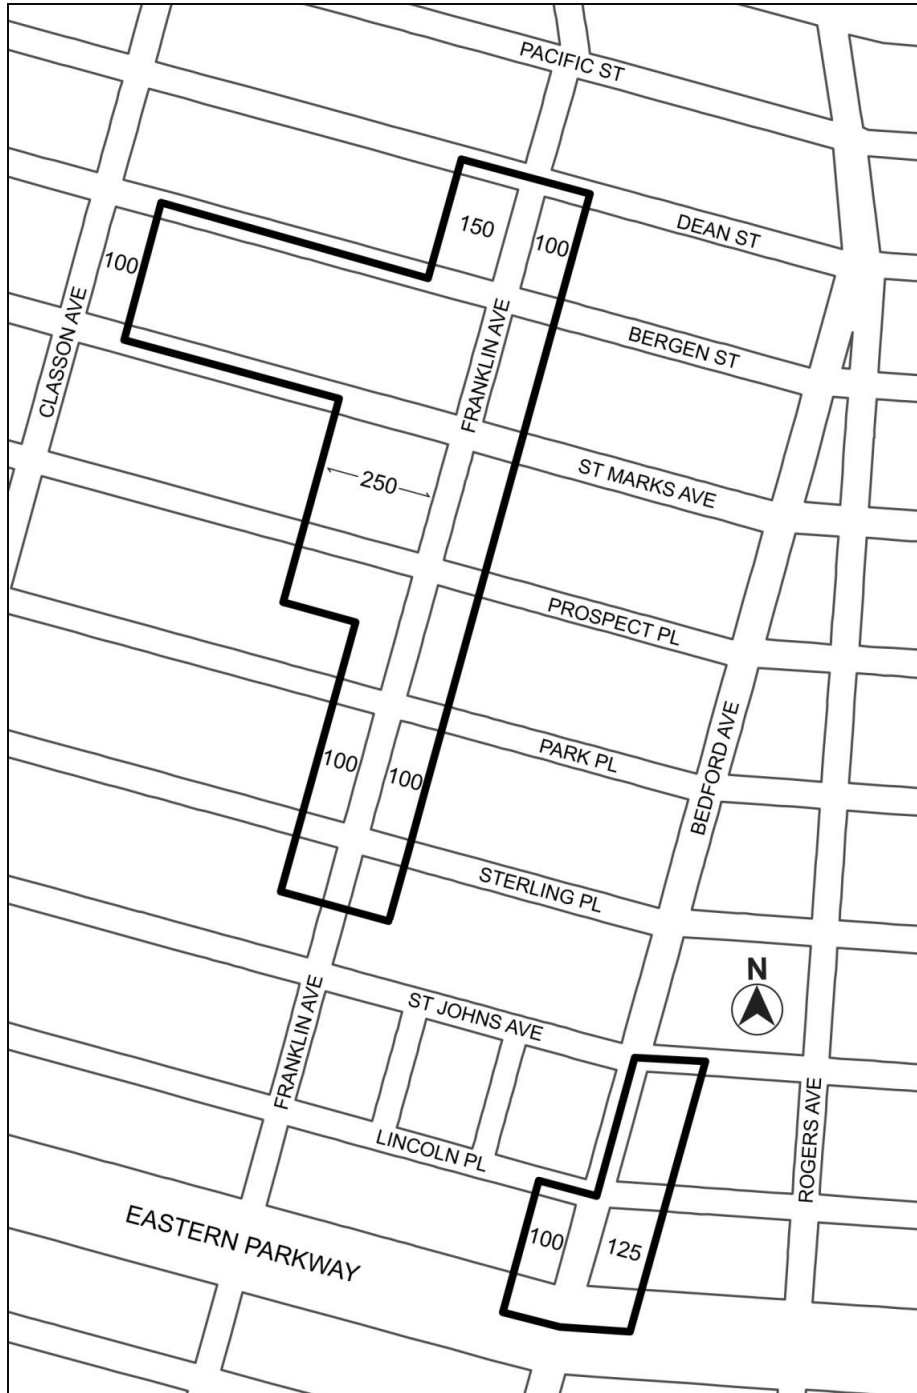 PACIFIC ST
150
100
DEAN ST
100
CLASSON AVE
FRANKLIN AVE
BERGEN ST
250
ST MARKS AVE
PROSPECT PL
BEDFORD AVE
PARK PL
100
100
STERLING PL
N
FRANKLIN AVE
ST JOHNS AVE
ROGERS AVE
LINCOLN PL
EASTERN PARKWAY
100
125